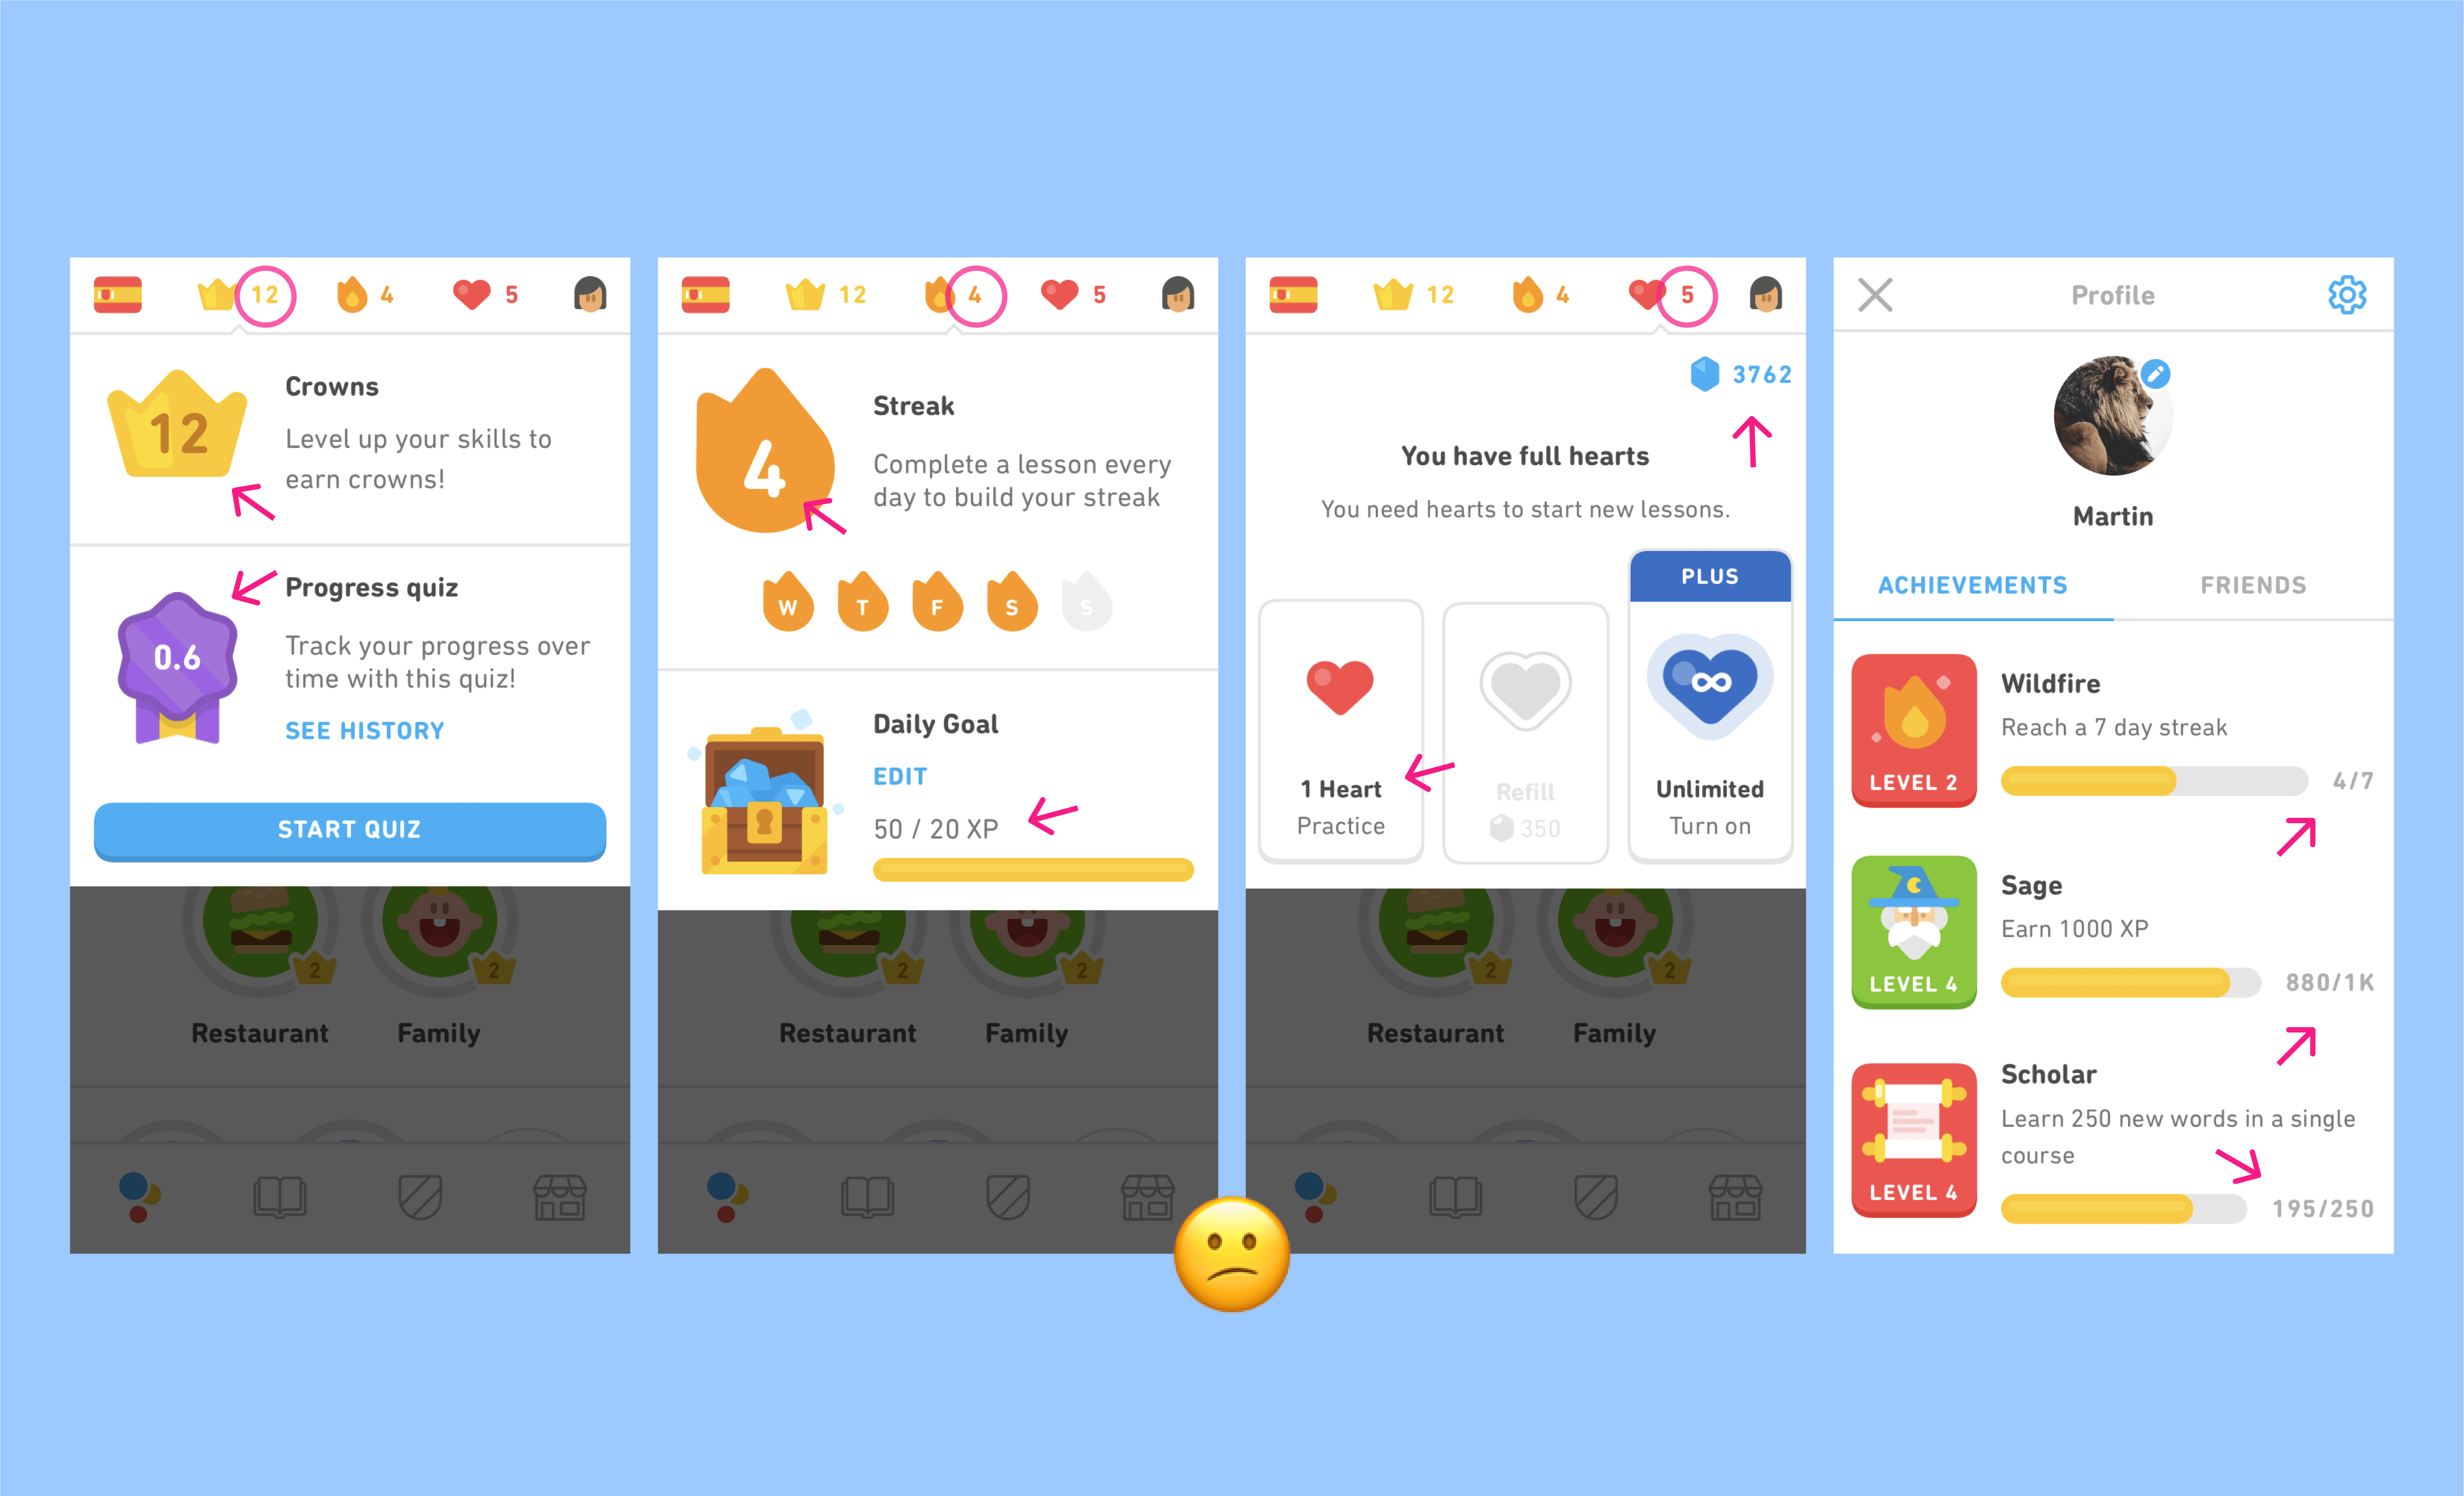 12 4 5
12
Crowns
Level up your skills to
earn crowns!
0.6
Progress quiz
Track your progress over
time with this quiz!
SEE HISTORY
START QUIZ
2 2
Restaurant Family
12 4 5
4
Streak
Complete a lesson every
day to build your streak
W T F S S
Daily Goal
EDIT
50 / 20 XP
2 2
Restaurant Family
12 4 5
3762
You have full hearts
You need hearts to start new lessons.
1 Heart
Practice
Refill
350
PLUS
∞
Unlimited
Turn on
2 2
Restaurant Family
Profile
Martin
ACHIEVEMENTS FRIENDS
LEVEL 2
Wildfire
Reach a 7 day streak
4/7
LEVEL 4
Sage
Earn 1000 XP
880/1K
LEVEL 4
Scholar
Learn 250 new words in a single
course
195/250